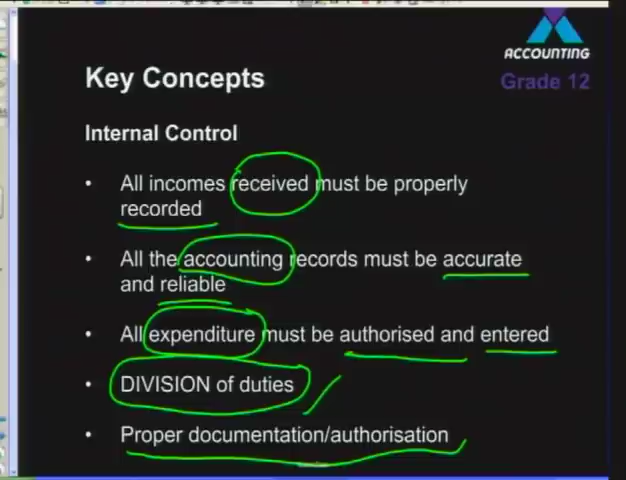 ACCOUNTING
Grade 12
Key Concepts
Internal Control
• All incomes received must be properly
recorded
• All the accounting records must be accurate
and reliable
• All expenditure must be authorised and entered
• DIVISION of duties
• Proper documentation/authorisation